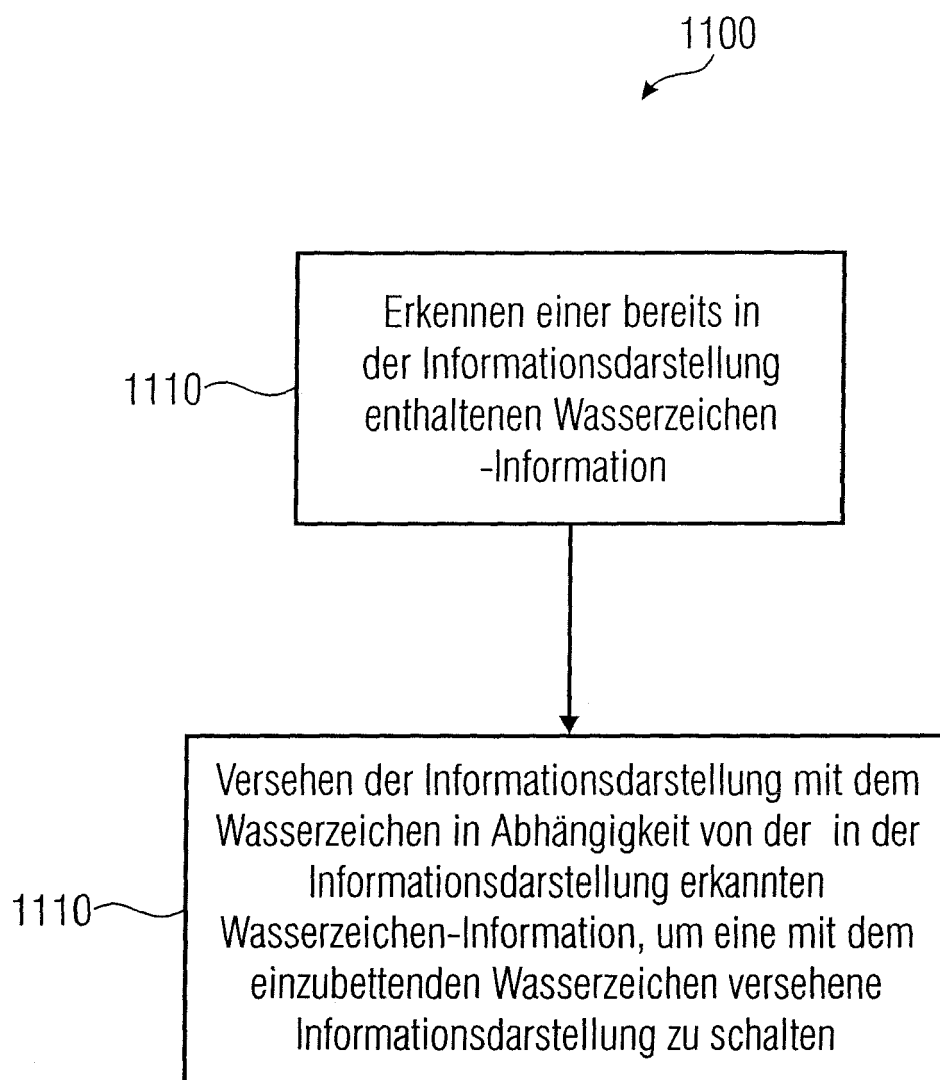 1100
Erkennen einer bereits in
der Informationsdarstellung
enthaltenen Wasserzeichen
-Information
1110
Versehen der Informationsdarstellung mit dem
Wasserzeichen in Abhängigkeit von der in der
Informationsdarstellung erkannten
Wasserzeichen-Information, um eine mit dem
einzubettenden Wasserzeichen versehene
Informationsdarstellung zu schalten
1110